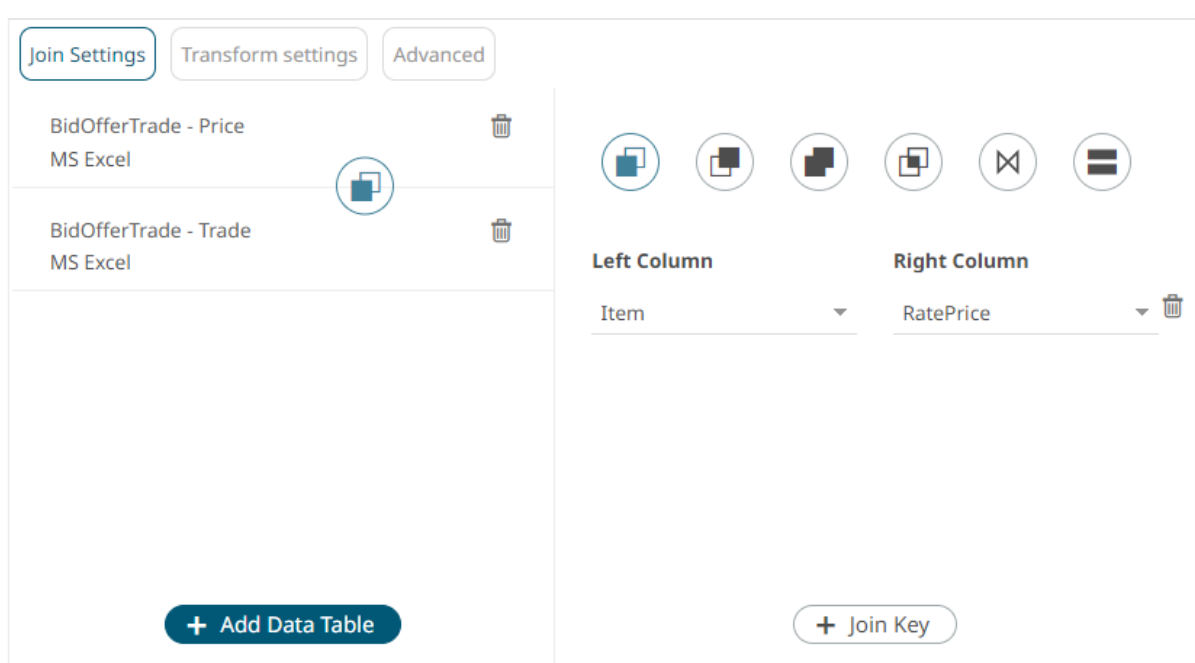 Join Settings Transform settings Advanced
BidOfferTrade - Price
MS Excel
BidOfferTrade - Trade
MS Excel
Left Column Right Column
Item RatePrice
+ Add Data Table + Join Key